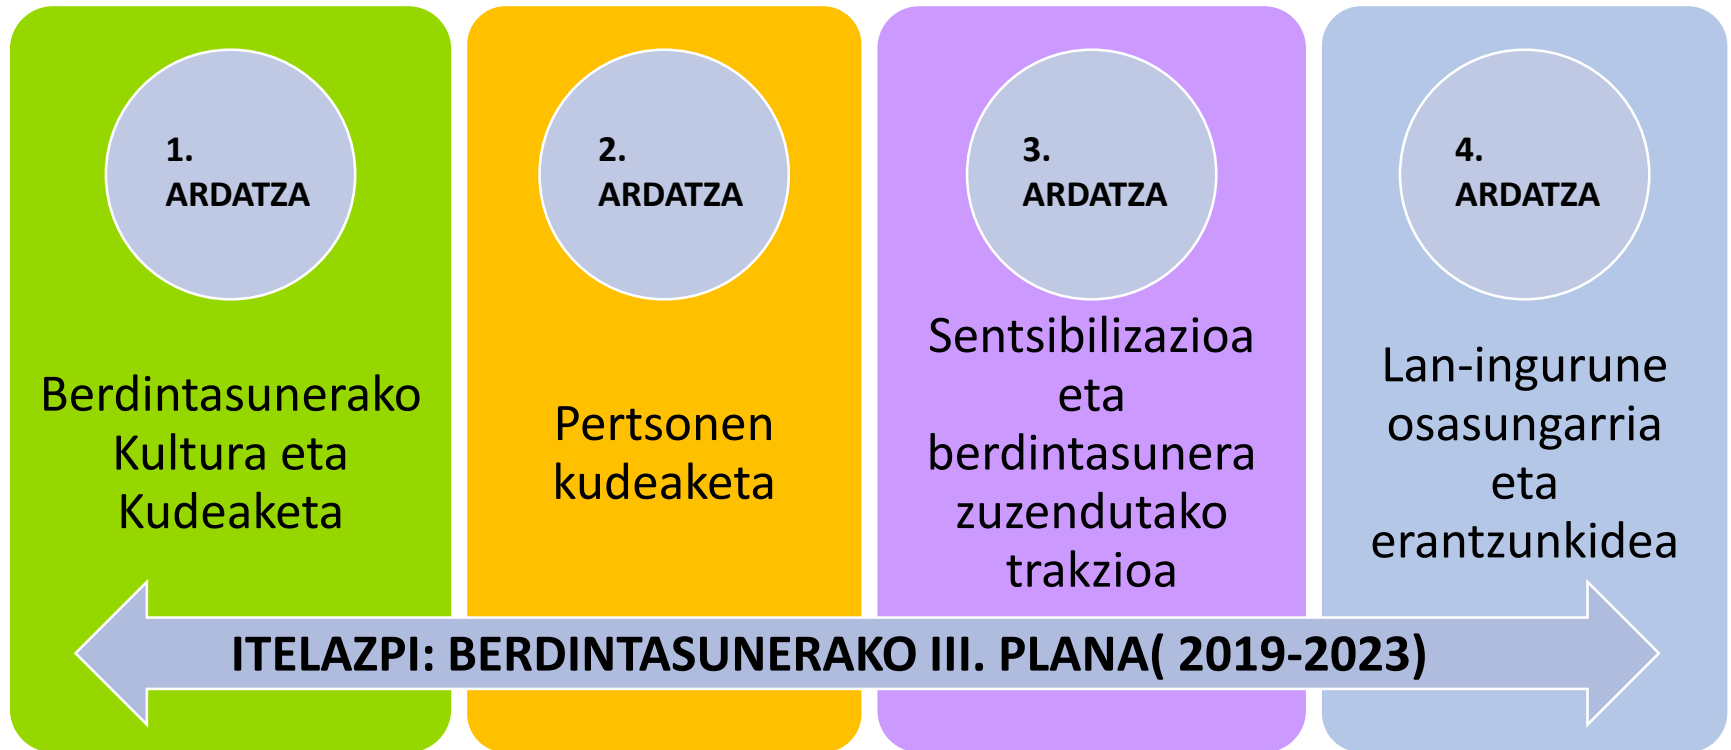 1.
ARDATZA
Berdintasunerako
Kultura eta
Kudeaketa
2.
ARDATZA
Pertsonen
kudeaketa
3.
ARDATZA
Sentsibilizazioa
eta
berdintasunera
zuzendutako
trakzioa
4.
ARDATZA
Lan-ingurune
osasungarria
eta
erantzunkidea
ITELAZPI: BERDINTASUNERAKO III. PLANA( 2019-2023)